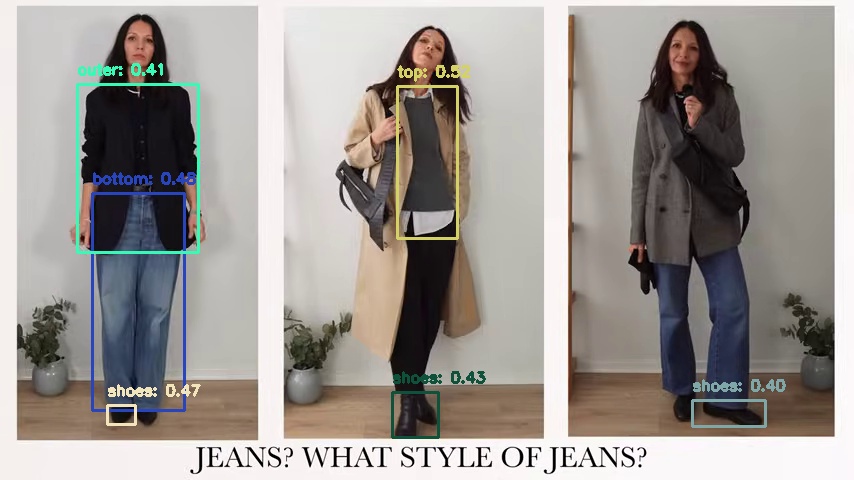 outer: 0.41
top: 0.52
bottom: 0.48
shoes: 0.47
shoes: 0.43
shoes: 0.40
JEANS? WHAT STYLE OF JEANS?